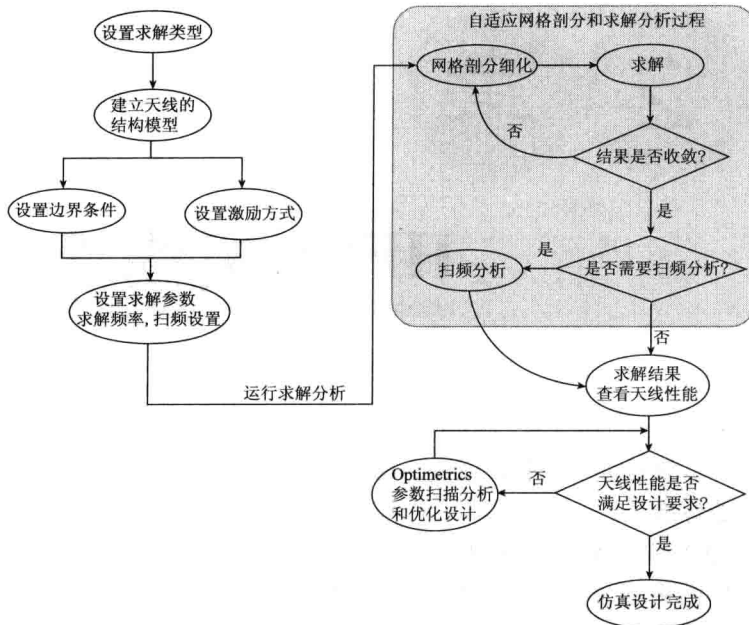 设置求解类型
建立天线的
结构模型
设置边界条件
设置激励方式
设置求解参数
求解频率,扫频设置
运行求解分析
自适应网格剖分和求解分析过程
网格剖分细化
求解
否
结果是否收敛?
是
是否需要扫频分析?
是
扫频分析
否
求解结果
查看天线性能
天线性能是否
满足设计要求?
否
Optimetrics
参数扫描分析
和优化设计
是
仿真设计完成